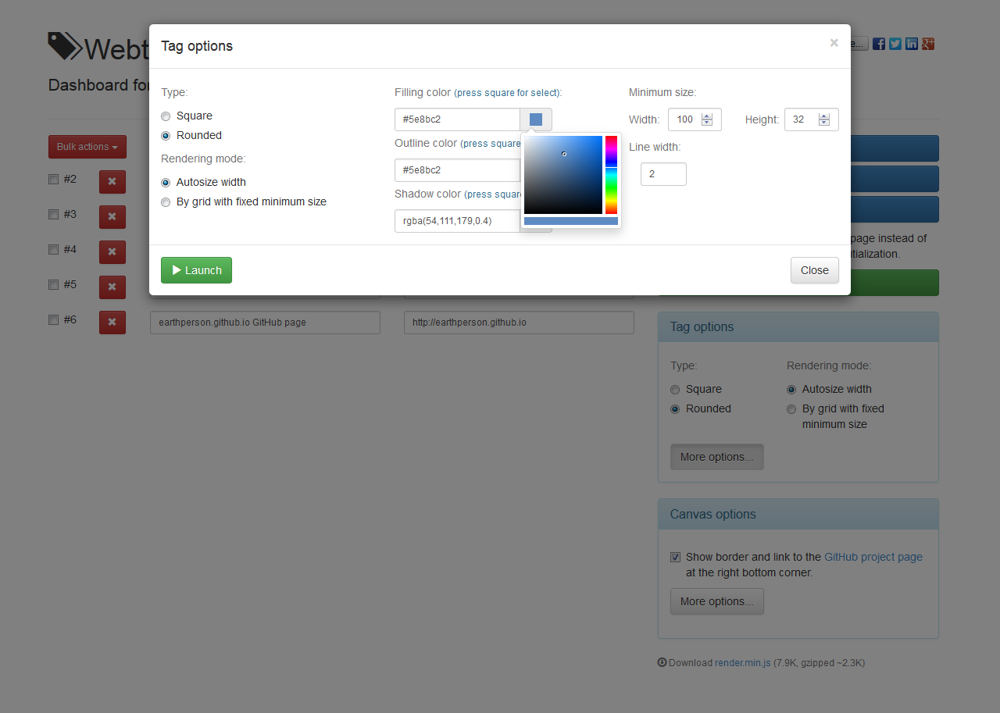 Webt
Dashboard for
e...
Tag options
×
Type:
Square
Rounded
Rendering mode:
Autosize width
By grid with fixed minimum size
Filling color (press square for select):
#5e8bc2
Outline color (press square
#5e8bc2
Shadow color (press square
rgba(54,111,179,0.4)
Minimum size:
Width: 100 Height: 32
Line width:
2
Launch
Close
Bulk actions
#2
#3
#4
#5
#6
earthperson.github.io GitHub page
http://earthperson.github.io
page instead of
itialization.
Tag options
Type:
Square
Rounded
Rendering mode:
Autosize width
By grid with fixed
minimum size
More options...
Canvas options
Show border and link to the GitHub project page
at the right bottom corner.
More options...
Download render.min.js (7.9K, gzipped ~2.3K)